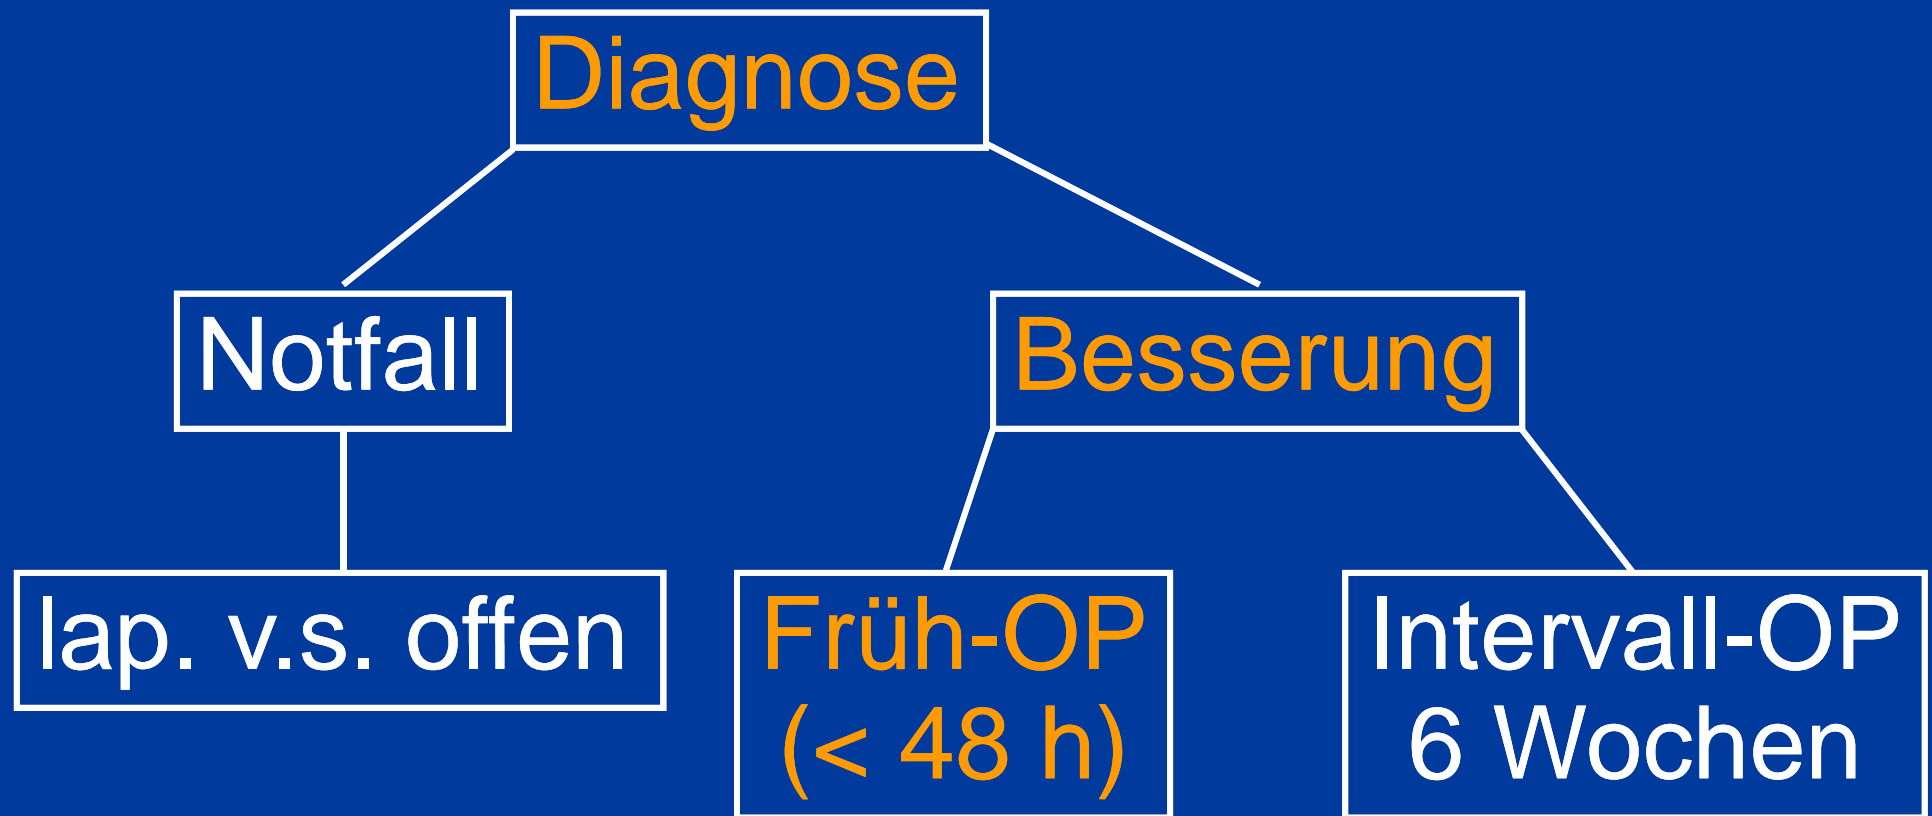 Diagnose
Notfall
Besserung
lap. v.s. offen
Früh-OP
(< 48 h)
Intervall-OP
6 Wochen